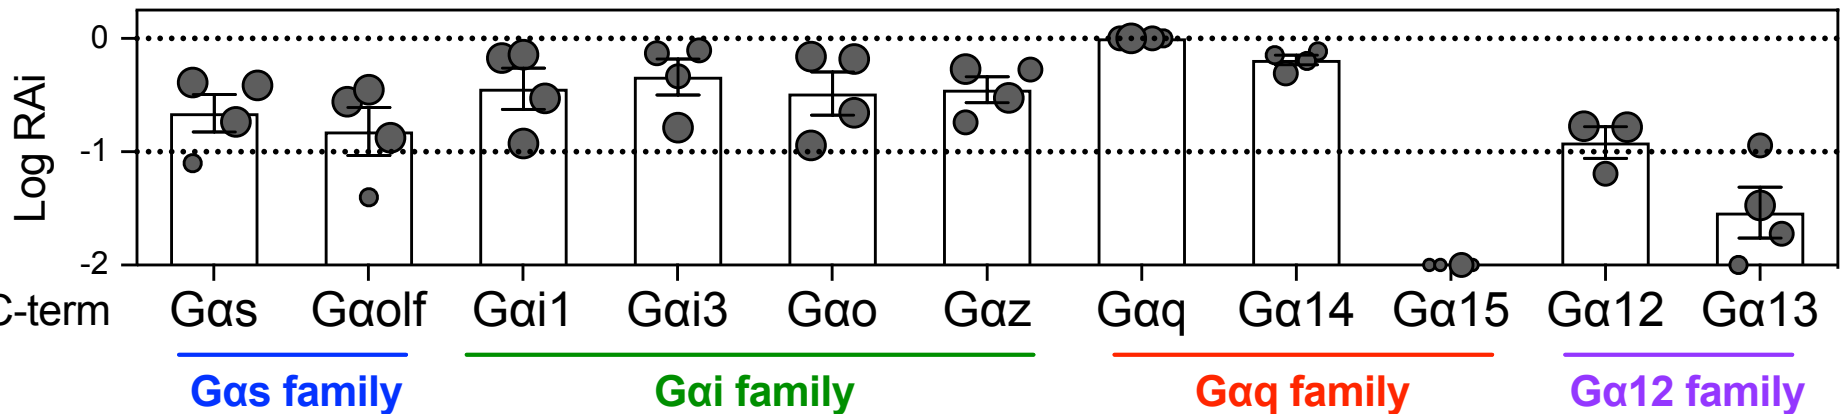 Log RAi
0
-1
-2
C-term Gαs Gαolf Gαi1 Gαi3 Gαo Gαz Gαq Gα14 Gα15 Gα12 Gα13
Gαs family Gαi family Gαq family Gα12 family